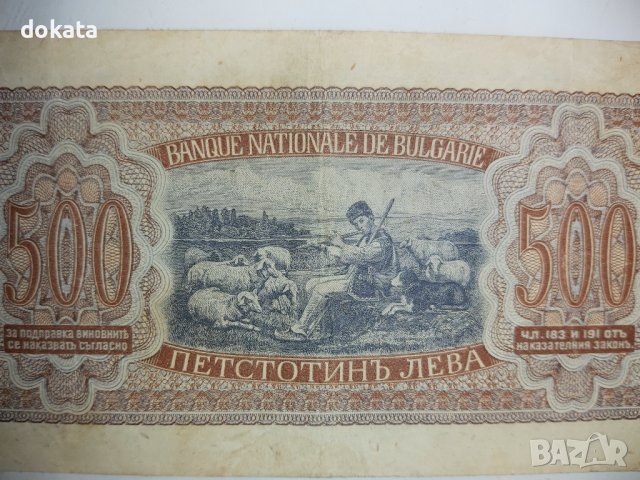 dokata
BANQUE NATIONALE DE BULGARIE
500
500
за подправка виновнитѣ
се наказватъ съгласно
чл. 183 и 191 отъ
наказателния законъ.
ПЕТСТОТИНЪ ЛЕВА
BAZAR